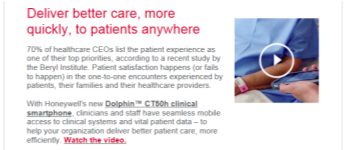 Deliver better care, more
quickly, to patients anywhere
70% of healthcare CEOs list the patient experience as
one of their top priorities, according to a recent study by
the Beryl Institute. Patient satisfaction happens (or fails
to happen) in the one-to-one encounters experienced by
patients, their families and their healthcare providers.
With Honeywell's new Dolphin™ CT50h clinical
smartphone, clinicians and staff have seamless mobile
access to clinical systems and vital patient data – to
help your organization deliver better patient care, more
efficiently. Watch the video.